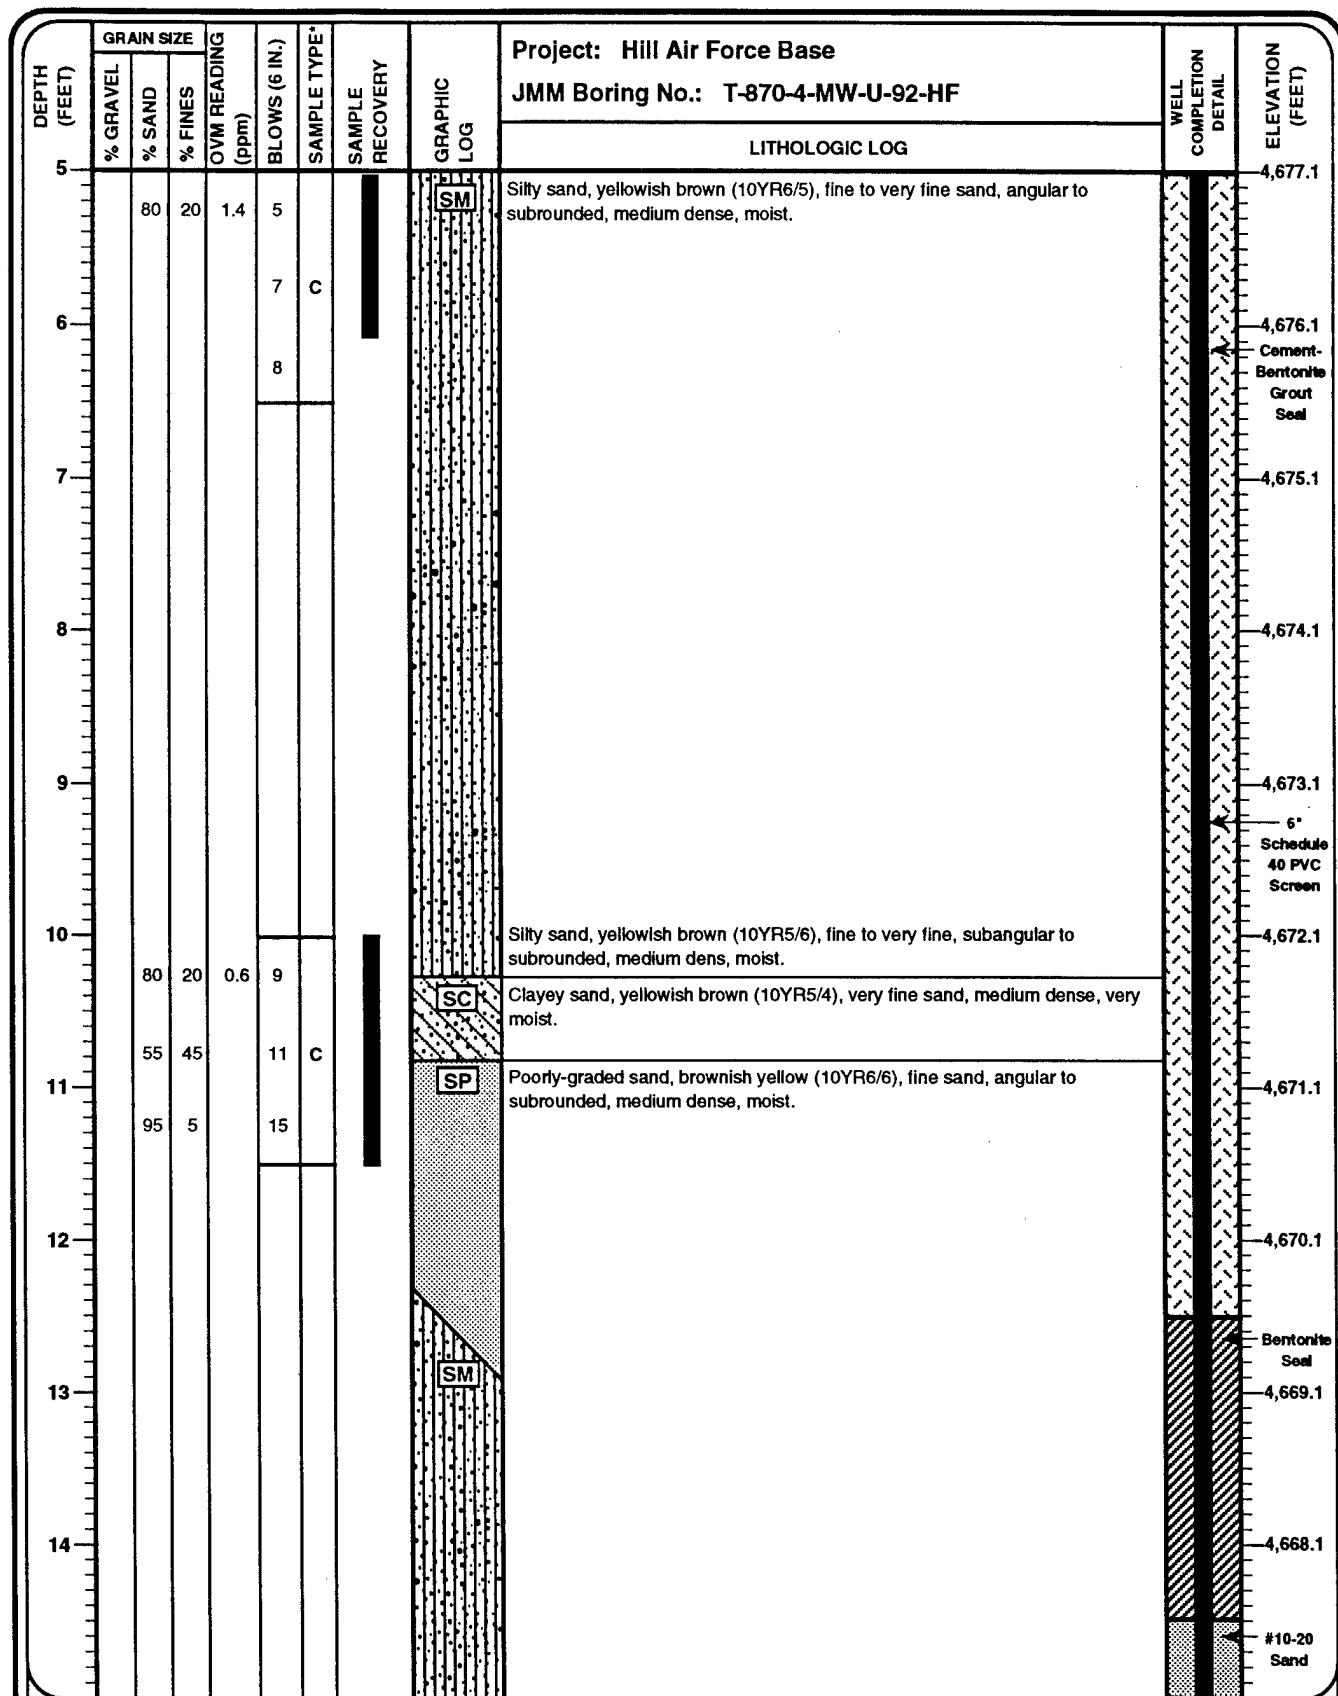 Project: Hill Air Force Base
JMM Boring No.: T-870-4-MW-U-92-HF
DEPTH
(FEET)
GRAIN SIZE
% GRAVEL
% SAND
% FINES
OVM READING
(ppm)
BLOWS (6 IN.)
SAMPLE TYPE*
SAMPLE
RECOVERY
GRAPHIC
LOG
LITHOLOGIC LOG
WELL
COMPLETION
DETAIL
ELEVATION
(FEET)
5
4,677.1
80 20 1.4 5
SM
Silty sand, yellowish brown (10YR6/5), fine to very fine sand, angular to
subrounded, medium dense, moist.
7 C
6
4,676.1
8
Cement-
Bentonite
Grout
Seal
7
4,675.1
8
4,674.1
9
4,673.1
6"
Schedule
40 PVC
Screen
10
4,672.1
Silty sand, yellowish brown (10YR5/6), fine to very fine, subangular to
subrounded, medium dens, moist.
80 20 0.6 9
SC
Clayey sand, yellowish brown (10YR5/4), very fine sand, medium dense, very
moist.
55 45 11 C
11
4,671.1
SP
Poorly-graded sand, brownish yellow (10YR6/6), fine sand, angular to
subrounded, medium dense, moist.
95 5 15
12
4,670.1
Bentonite
Seal
SM
13
4,669.1
14
4,668.1
#10-20
Sand